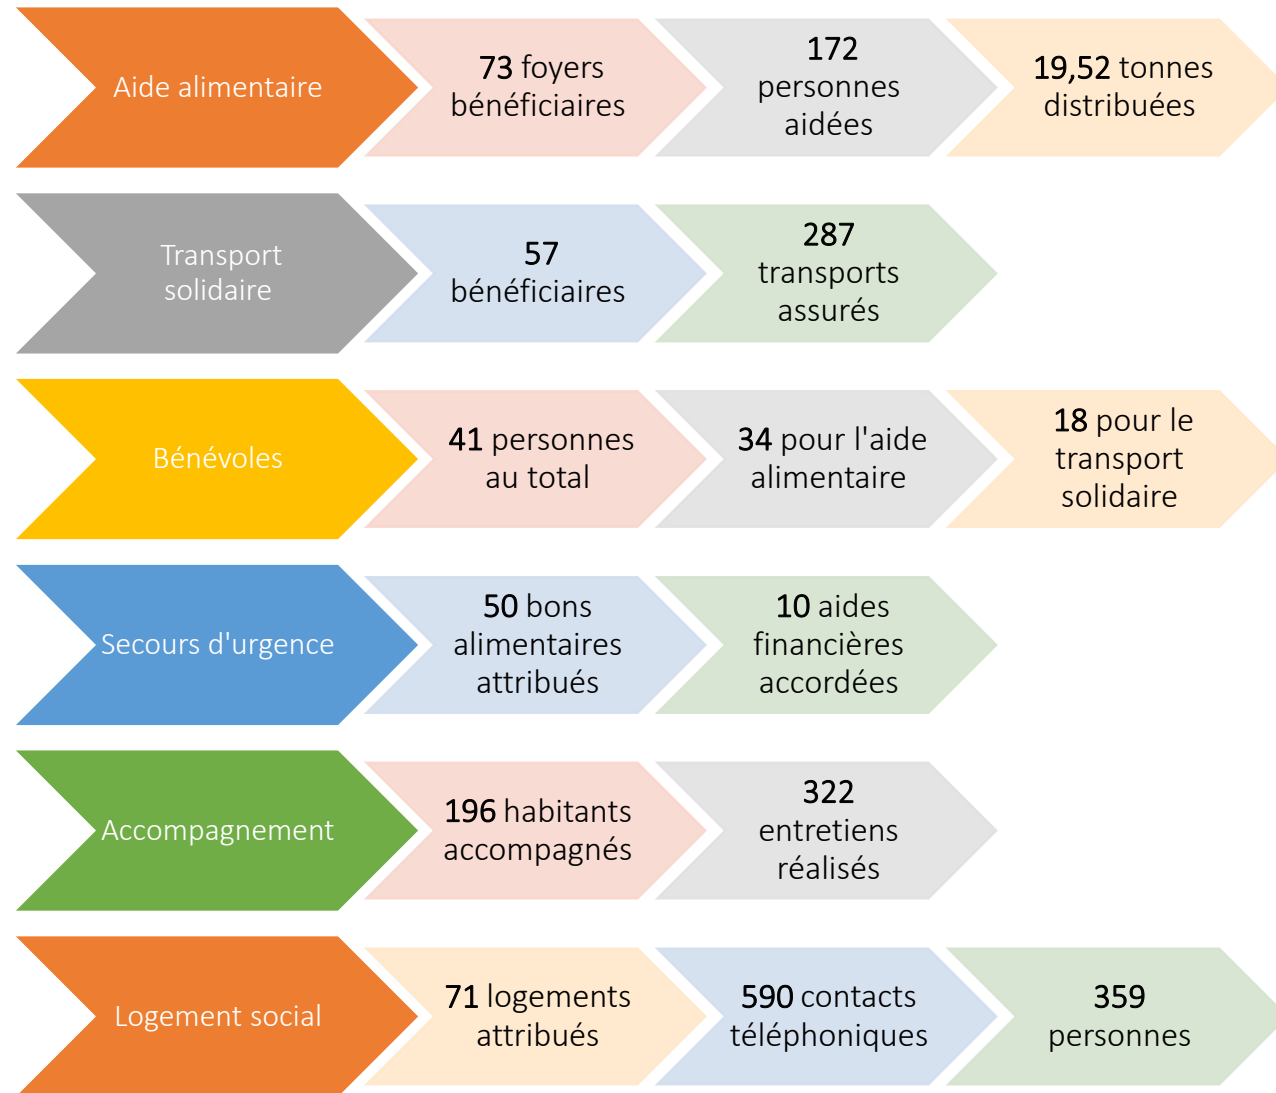 Aide alimentaire
73 foyers
bénéficiaires
172
personnes
aidées
19,52 tonnes
distribuées
Transport
solidaire
57
bénéficiaires
287
transports
assurés
Bénévoles
41 personnes
au total
34 pour l'aide
alimentaire
18 pour le
transport
solidaire
Secours d'urgence
50 bons
alimentaires
attribués
10 aides
financières
accordées
Accompagnement
196 habitants
accompagnés
322
entretiens
réalisés
Logement social
71 logements
attribués
590 contacts
téléphoniques
359
personnes